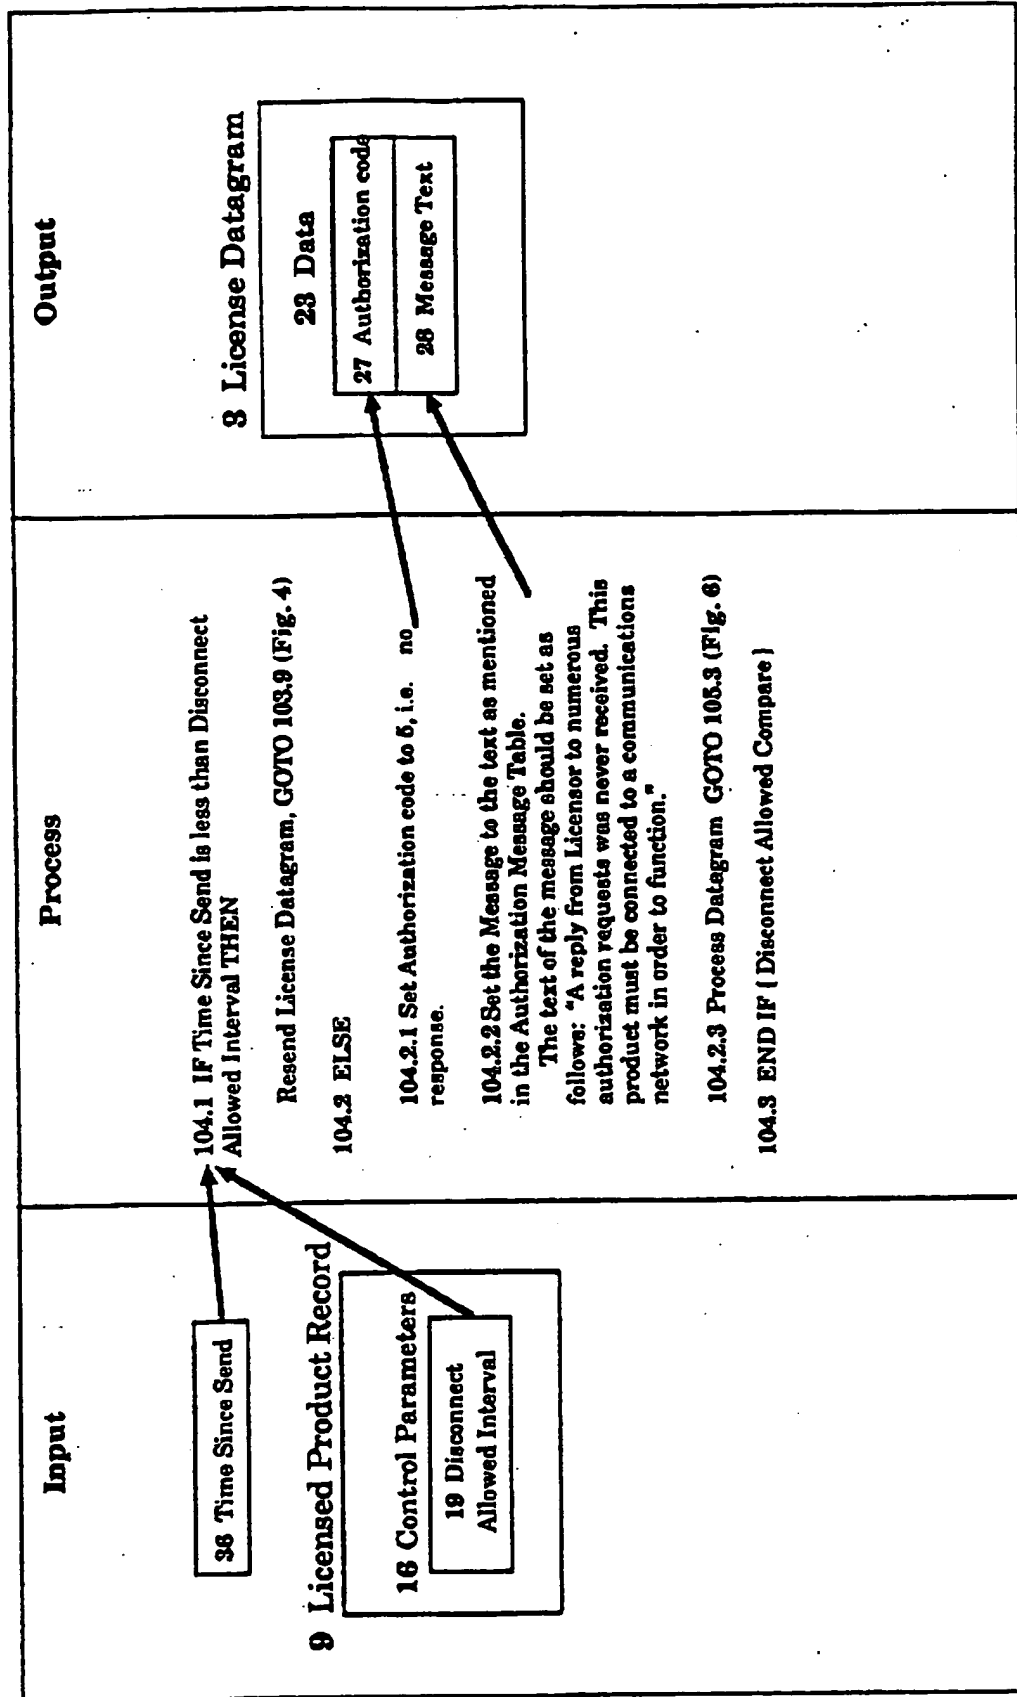 Input
36 Time Since Send
9 Licensed Product Record
16 Control Parameters
19 Disconnect
Allowed Interval
Process
104.1 IF Time Since Send is less than Disconnect
Allowed Interval THEN
Resend License Datagram, GOTO 103.9 (Fig. 4)
104.2 ELSE
104.2.1 Set Authorization code to 5, i.e. no
response.
104.2.2 Set the Message to the text as mentioned
in the Authorization Message Table.
The text of the message should be set as
follows: "A reply from Licensor to numerous
authorization requests was never received. This
product must be connected to a communications
network in order to function."
104.2.3 Process Datagram GOTO 105.3 (Fig. 6)
104.3 END IF { Disconnect Allowed Compare }
Output
3 License Datagram
23 Data
27 Authorization code
28 Message Text